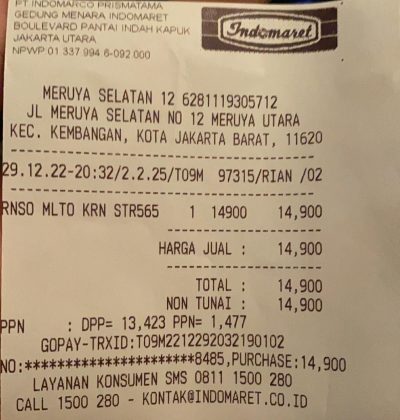 PT.INDOMARCO PRISMATAMA
GEDUNG MENARA INDOMARET
BOULEVARD PANTAI INDAH KAPUK
JAKARTA UTARA
NPWP 01 337 994 6-092.000
Indomaret
MERUYA SELATAN 12 6281119305712
JL MERUYA SELATAN NO 12 MERUYA UTARA
KEC. KEMBANGAN, KOTA JAKARTA BARAT, 11620
29.12.22-20:32/2.2.25/T09M 97315/RIAN /02
RNSO MLTO KRN STR565 1 14900 14,900
HARGA JUAL : 14,900
TOTAL : 14,900
NON TUNAI : 14,900
PPN : DPP= 13,423 PPN= 1,477
GOPAY-TRXID:T09M2212292032190102
NO:**********************8485,PURCHASE:14,900
LAYANAN KONSUMEN SMS 0811 1500 280
CALL 1500 280 - KONTAK@INDOMARET.CO.ID